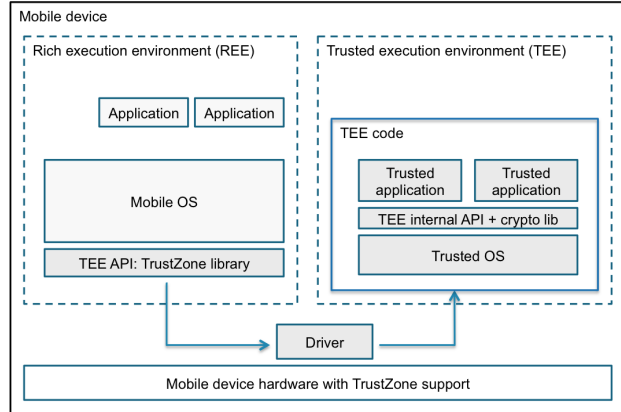 Mobile device
Rich execution environment (REE)
Trusted execution environment (TEE)
Application
Application
TEE code
Trusted
application
Trusted
application
Mobile OS
TEE internal API + crypto lib
TEE API: TrustZone library
Trusted OS
Driver
Mobile device hardware with TrustZone support